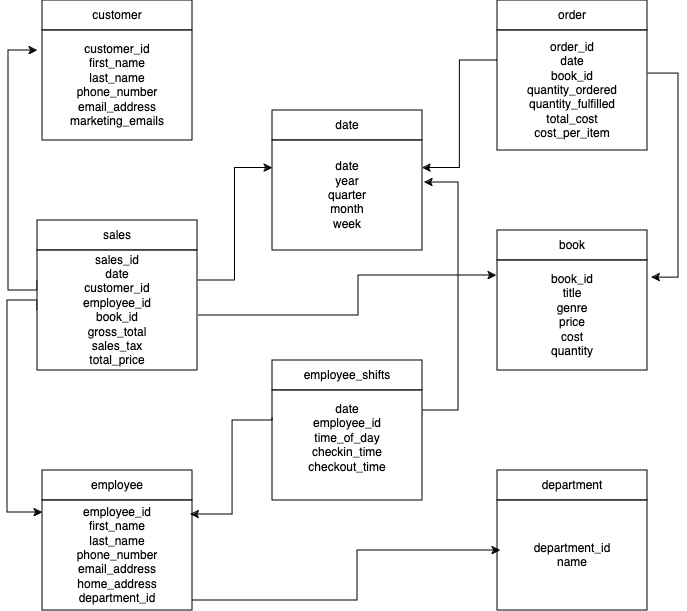 customer
customer_id
first_name
last_name
phone_number
email_address
marketing_emails
order
order_id
date
book_id
quantity_ordered
quantity_fulfilled
total_cost
cost_per_item
date
date
year
quarter
month
week
sales
sales_id
date
customer_id
employee_id
book_id
gross_total
sales_tax
total_price
book
book_id
title
genre
price
cost
quantity
employee_shifts
date
employee_id
time_of_day
checkin_time
checkout_time
employee
employee_id
first_name
last_name
phone_number
email_address
home_address
department_id
department
department_id
name